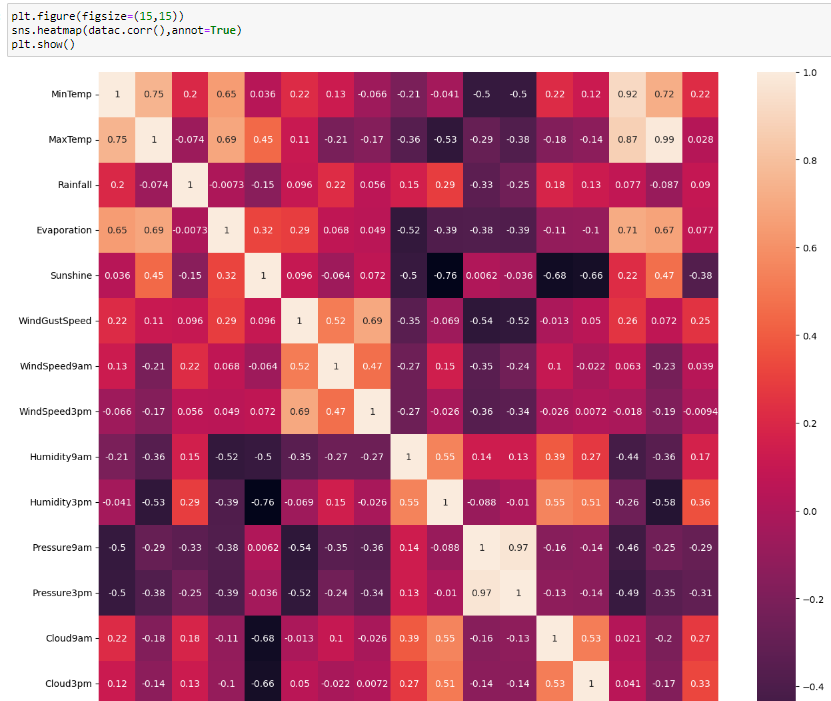 plt.figure(figsize=(15,15))
sns.heatmap(datac.corr(),annot=True)
plt.show()
MinTemp 1 0.75 0.2 0.65 0.036 0.22 0.13 -0.066 -0.21 -0.041 -0.5 -0.5 0.22 0.12 0.92 0.72 0.22
MaxTemp 0.75 1 -0.074 0.69 0.45 0.11 -0.21 -0.17 -0.36 -0.53 -0.29 -0.38 -0.18 -0.14 0.87 0.99 0.028
Rainfall 0.2 -0.074 1 -0.0073 -0.15 0.096 0.22 0.056 0.15 0.29 -0.33 -0.25 0.18 0.13 0.077 -0.087 0.09
Evaporation 0.65 0.69 -0.0073 1 0.32 0.29 0.068 0.049 -0.52 -0.39 -0.38 -0.39 -0.11 -0.1 0.71 0.67 0.077
Sunshine 0.036 0.45 -0.15 0.32 1 0.096 -0.064 0.072 -0.5 -0.76 0.0062 -0.036 -0.68 -0.66 0.22 0.47 -0.38
WindGustSpeed 0.22 0.11 0.096 0.29 0.096 1 0.52 0.69 -0.35 -0.069 -0.54 -0.52 -0.013 0.05 0.26 0.072 0.25
WindSpeed9am 0.13 -0.21 0.22 0.068 -0.064 0.52 1 0.47 -0.27 0.15 -0.35 -0.24 0.1 -0.022 0.063 -0.23 0.039
WindSpeed3pm -0.066 -0.17 0.056 0.049 0.072 0.69 0.47 1 -0.27 -0.026 -0.36 -0.34 -0.026 0.0072 -0.018 -0.19 -0.0094
Humidity9am -0.21 -0.36 0.15 -0.52 -0.5 -0.35 -0.27 -0.27 1 0.55 0.14 0.13 0.39 0.27 -0.44 -0.36 0.17
Humidity3pm -0.041 -0.53 0.29 -0.39 -0.76 -0.069 0.15 -0.026 0.55 1 -0.088 -0.01 0.55 0.51 -0.26 -0.58 0.36
Pressure9am -0.5 -0.29 -0.33 -0.38 0.0062 -0.54 -0.35 -0.36 0.14 -0.088 1 0.97 -0.16 -0.14 -0.46 -0.25 -0.29
Pressure3pm -0.5 -0.38 -0.25 -0.39 -0.036 -0.52 -0.24 -0.34 0.13 -0.01 0.97 1 -0.13 -0.14 -0.49 -0.35 -0.31
Cloud9am 0.22 -0.18 0.18 -0.11 -0.68 -0.013 0.1 -0.026 0.39 0.55 -0.16 -0.13 1 0.53 0.021 -0.2 0.27
Cloud3pm 0.12 -0.14 0.13 -0.1 -0.66 0.05 -0.022 0.0072 0.27 0.51 -0.14 -0.14 0.53 1 0.041 -0.17 0.33
1.0
0.8
0.6
0.4
0.2
0.0
-0.2
-0.4